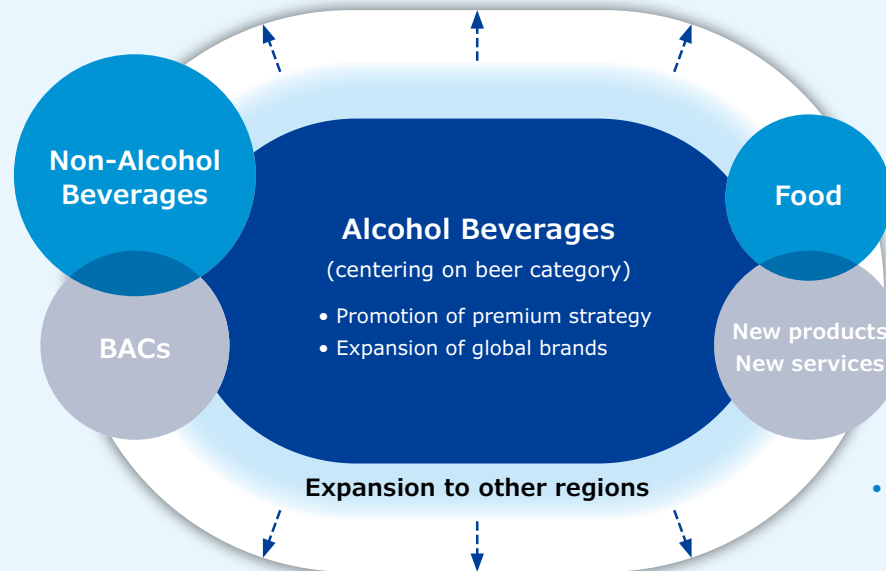 Non-Alcohol
Beverages
BACs
Alcohol Beverages
(centering on beer category)
• Promotion of premium strategy
• Expansion of global brands
Food
New products
New services
Expansion to other regions
•